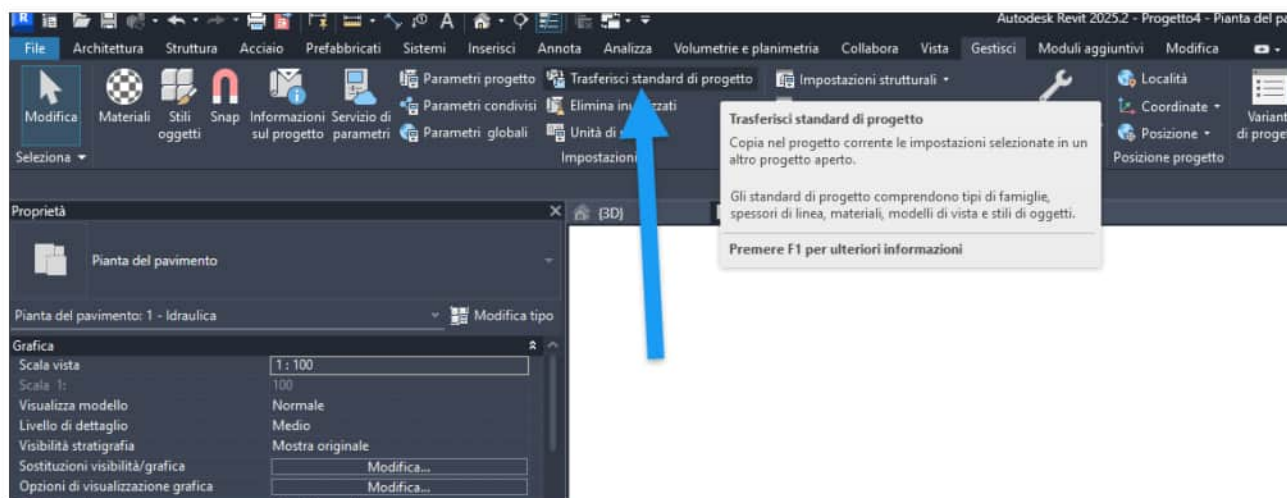 Autodesk Revit 2025.2 - Progetto4 - Pianta del pa
File Architettura Struttura Acciaio Prefabbricati Sistemi Inserisci Annota Analizza Volumetrie e planimetria Collabora Vista Gestisci Moduli aggiuntivi Modifica
Parametri progetto Trasferisci standard di progetto Impostazioni strutturali Località
Modifica Materiali Stili oggetti Snap Informazioni sul progetto Servizio di parametri Parametri condivisi Elimina Coordinate
Parametri globali Unità di Posizione
Seleziona Impostazioni Posizione progetto
Trasferisci standard di progetto
Copia nel progetto corrente le impostazioni selezionate in un
altro progetto aperto.
Gli standard di progetto comprendono tipi di famiglie,
spessori di linea, materiali, modelli di vista e stili di oggetti.
Premere F1 per ulteriori informazioni
Proprietà
{3D}
Pianta del pavimento
Pianta del pavimento: 1 - Idraulica Modifica tipo
Grafica
Scala vista 1 : 100
Scala 1: 100
Visualizza modello Normale
Livello di dettaglio Medio
Visibilità stratigrafia Mostra originale
Sostituzioni visibilità/grafica Modifica...
Opzioni di visualizzazione grafica Modifica...